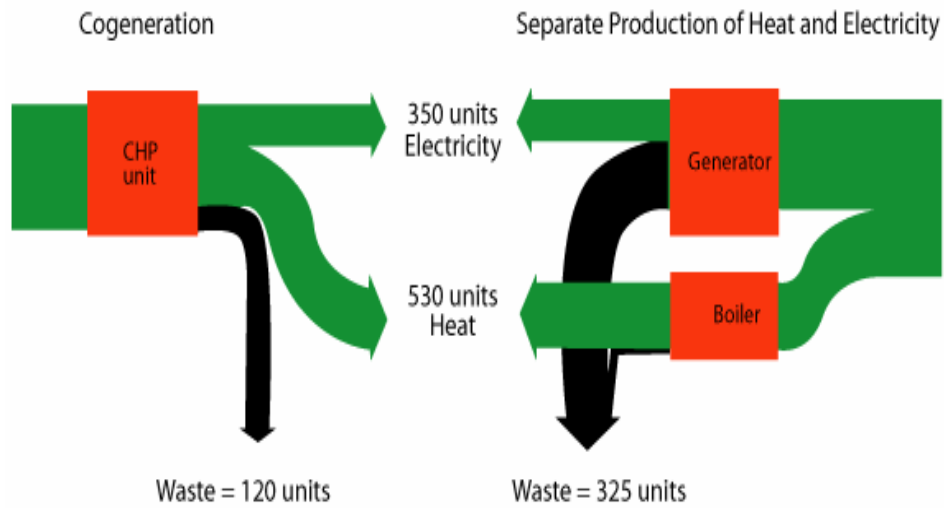 Cogeneration
Separate Production of Heat and Electricity
CHP
unit
350 units
Electricity
Generator
530 units
Heat
Boiler
Waste = 120 units
Waste = 325 units